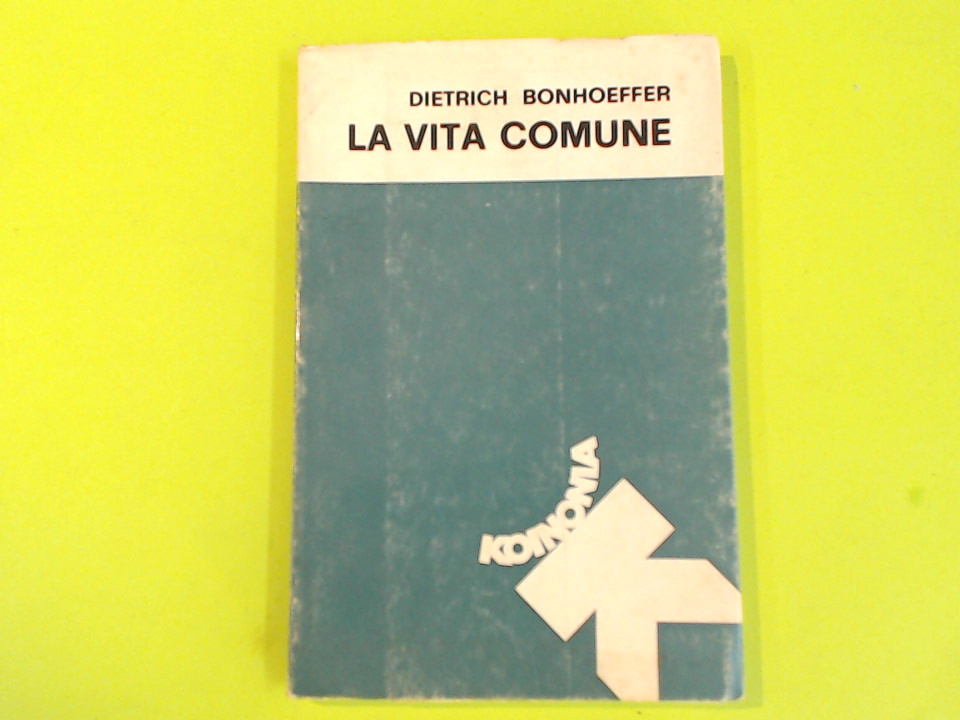 DIETRICH BONHOEFFER
LA VITA COMUNE
KOINONIA
K